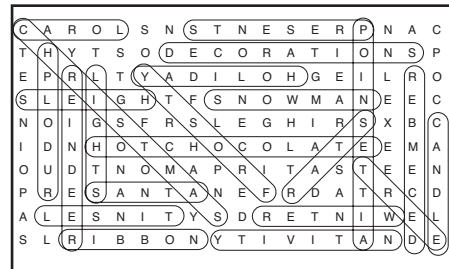 C A R O L S N S T N E S E R P N A C
T H Y T S O D E C O R A T I O N S P
E P R L T Y A D I L O H G E I L R O
S L E I G H T F S N O W M A N E E C
N O I G S F R S L E G H I R S X B C
I D N H O T C H O C O L A T E E M A
O U D T N O M A P R I T A S T E E N
P R E S A N T A N E F R D A T R C D
A L E S N I T Y S D R E T N I W E L
S L R I B B O N Y T I V I T A N D E